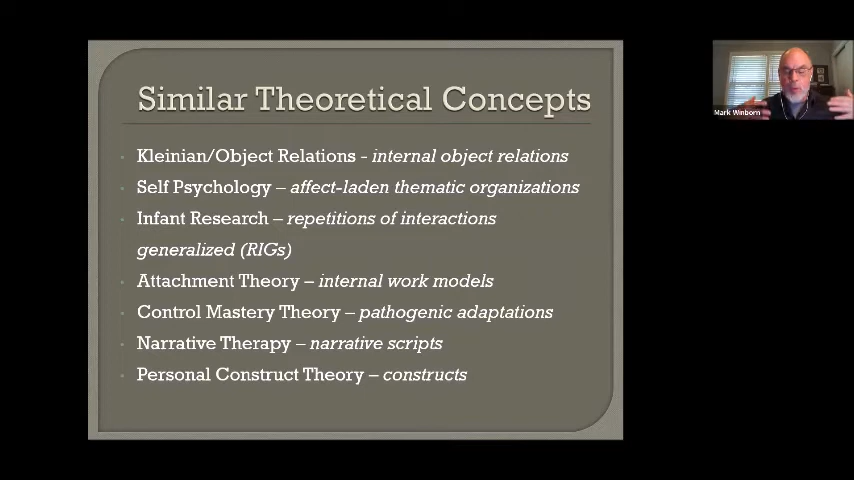 Similar Theoretical Concepts
Kleinian/Object Relations - internal object relations
Self Psychology – affect-laden thematic organizations
Infant Research – repetitions of interactions
generalized (RIGs)
Attachment Theory – internal work models
Control Mastery Theory – pathogenic adaptations
Narrative Therapy – narrative scripts
Personal Construct Theory – constructs
Mark Winborn